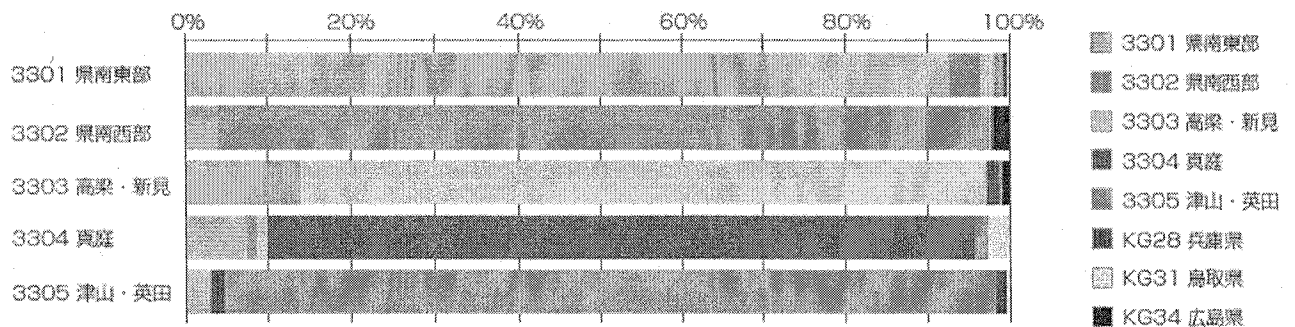 0% 20% 40% 60% 80% 100%
3301 県南東部
3302 県南西部
3303 高梁・新見
3304 真庭
3305 津山・英田
3301 県南東部
3302 県南西部
3303 高梁・新見
3304 真庭
3305 津山・英田
KG28 兵庫県
KG31 鳥取県
KG34 広島県